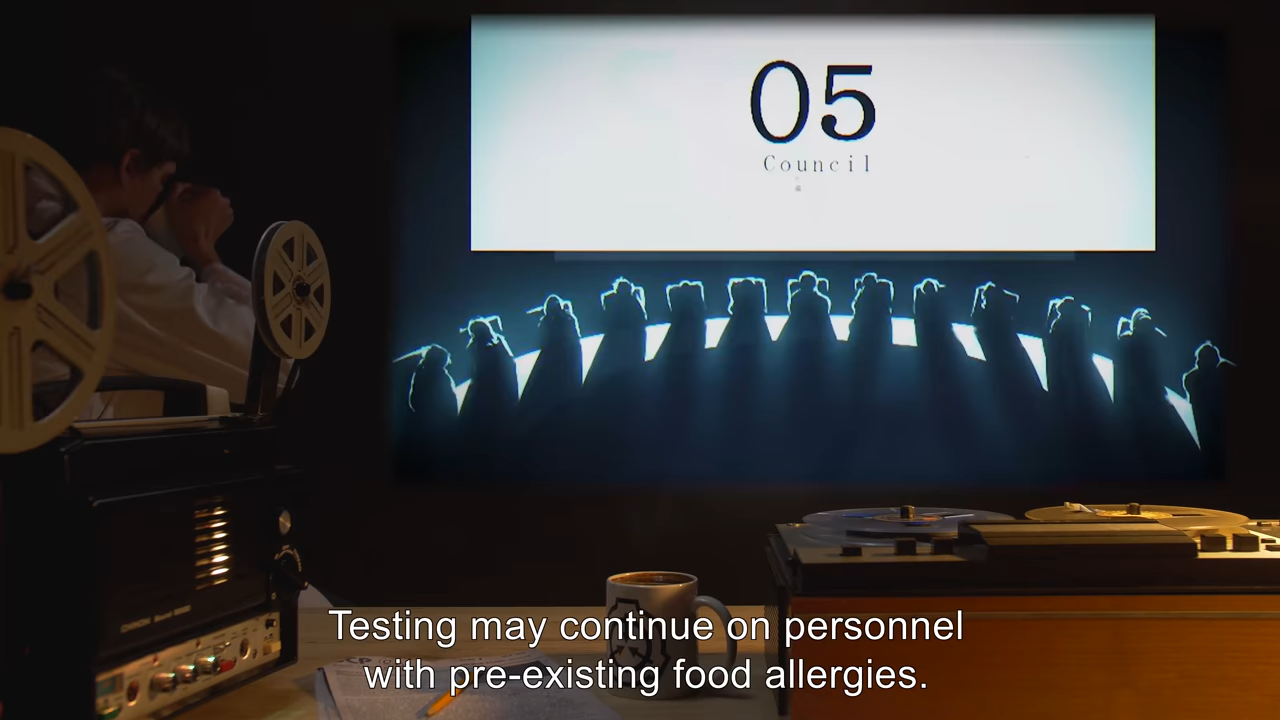 05
Council
Testing may continue on personnel
with pre-existing food allergies.